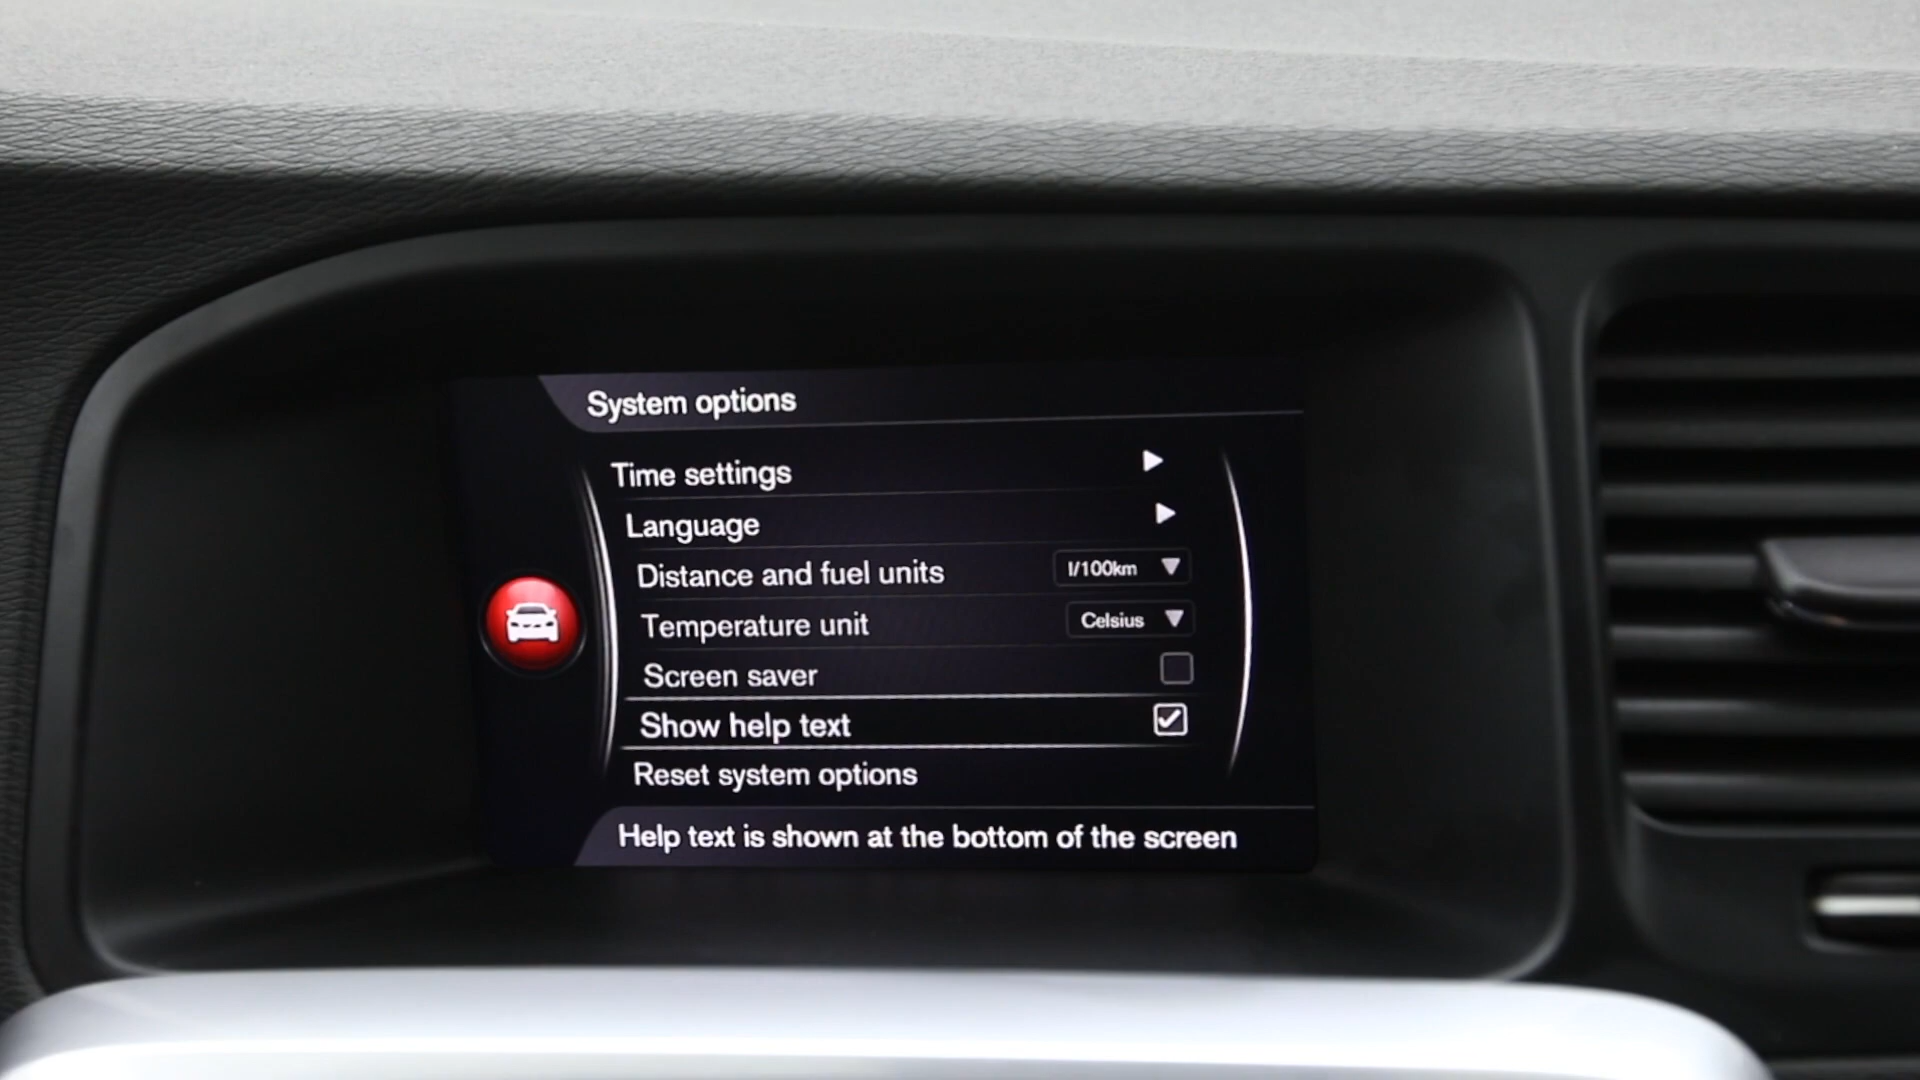 System options
Time settings
Language
Distance and fuel units l/100km
Temperature unit Celsius
Screen saver
Show help text
Reset system options
Help text is shown at the bottom of the screen